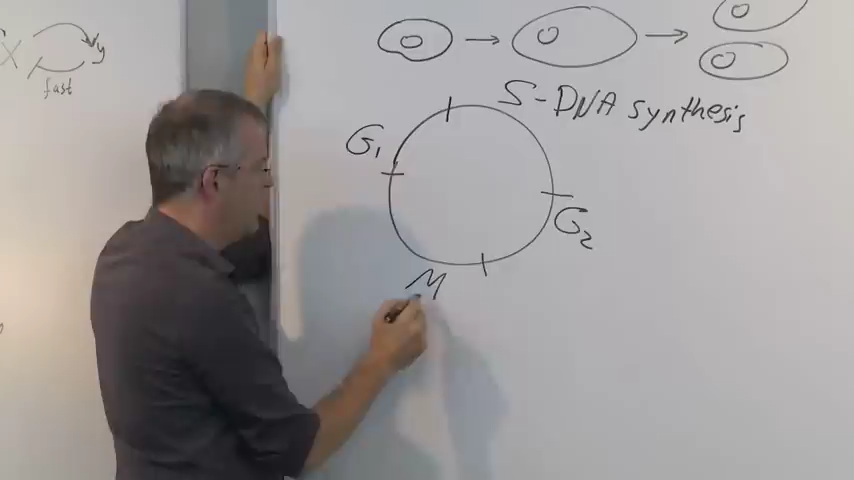 X y
fast
S-DNA synthesis
G1
G2
M